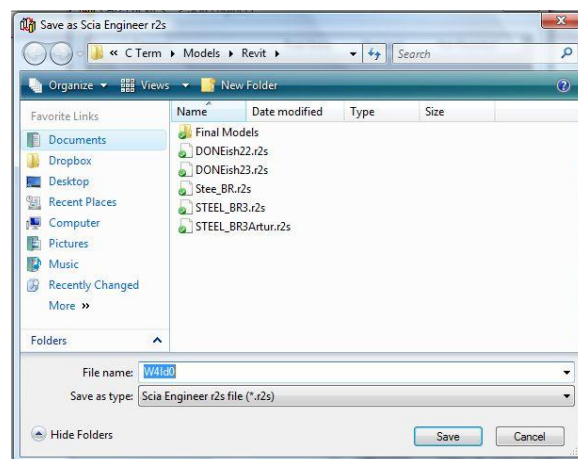 Save as Scia Engineer r2s
« C Term ▸ Models ▸ Revit ▸
Search
Organize Views New Folder
Favorite Links
Documents
Dropbox
Desktop
Recent Places
Computer
Pictures
Music
Recently Changed
More »
Folders
Name Date modified Type Size
Final Models
DONEish22.r2s
DONEish23.r2s
Stee_BR.r2s
STEEL_BR3.r2s
STEEL_BR3Artur.r2s
File name: W4Id0
Save as type: Scia Engineer r2s file (*.r2s)
Hide Folders Save Cancel